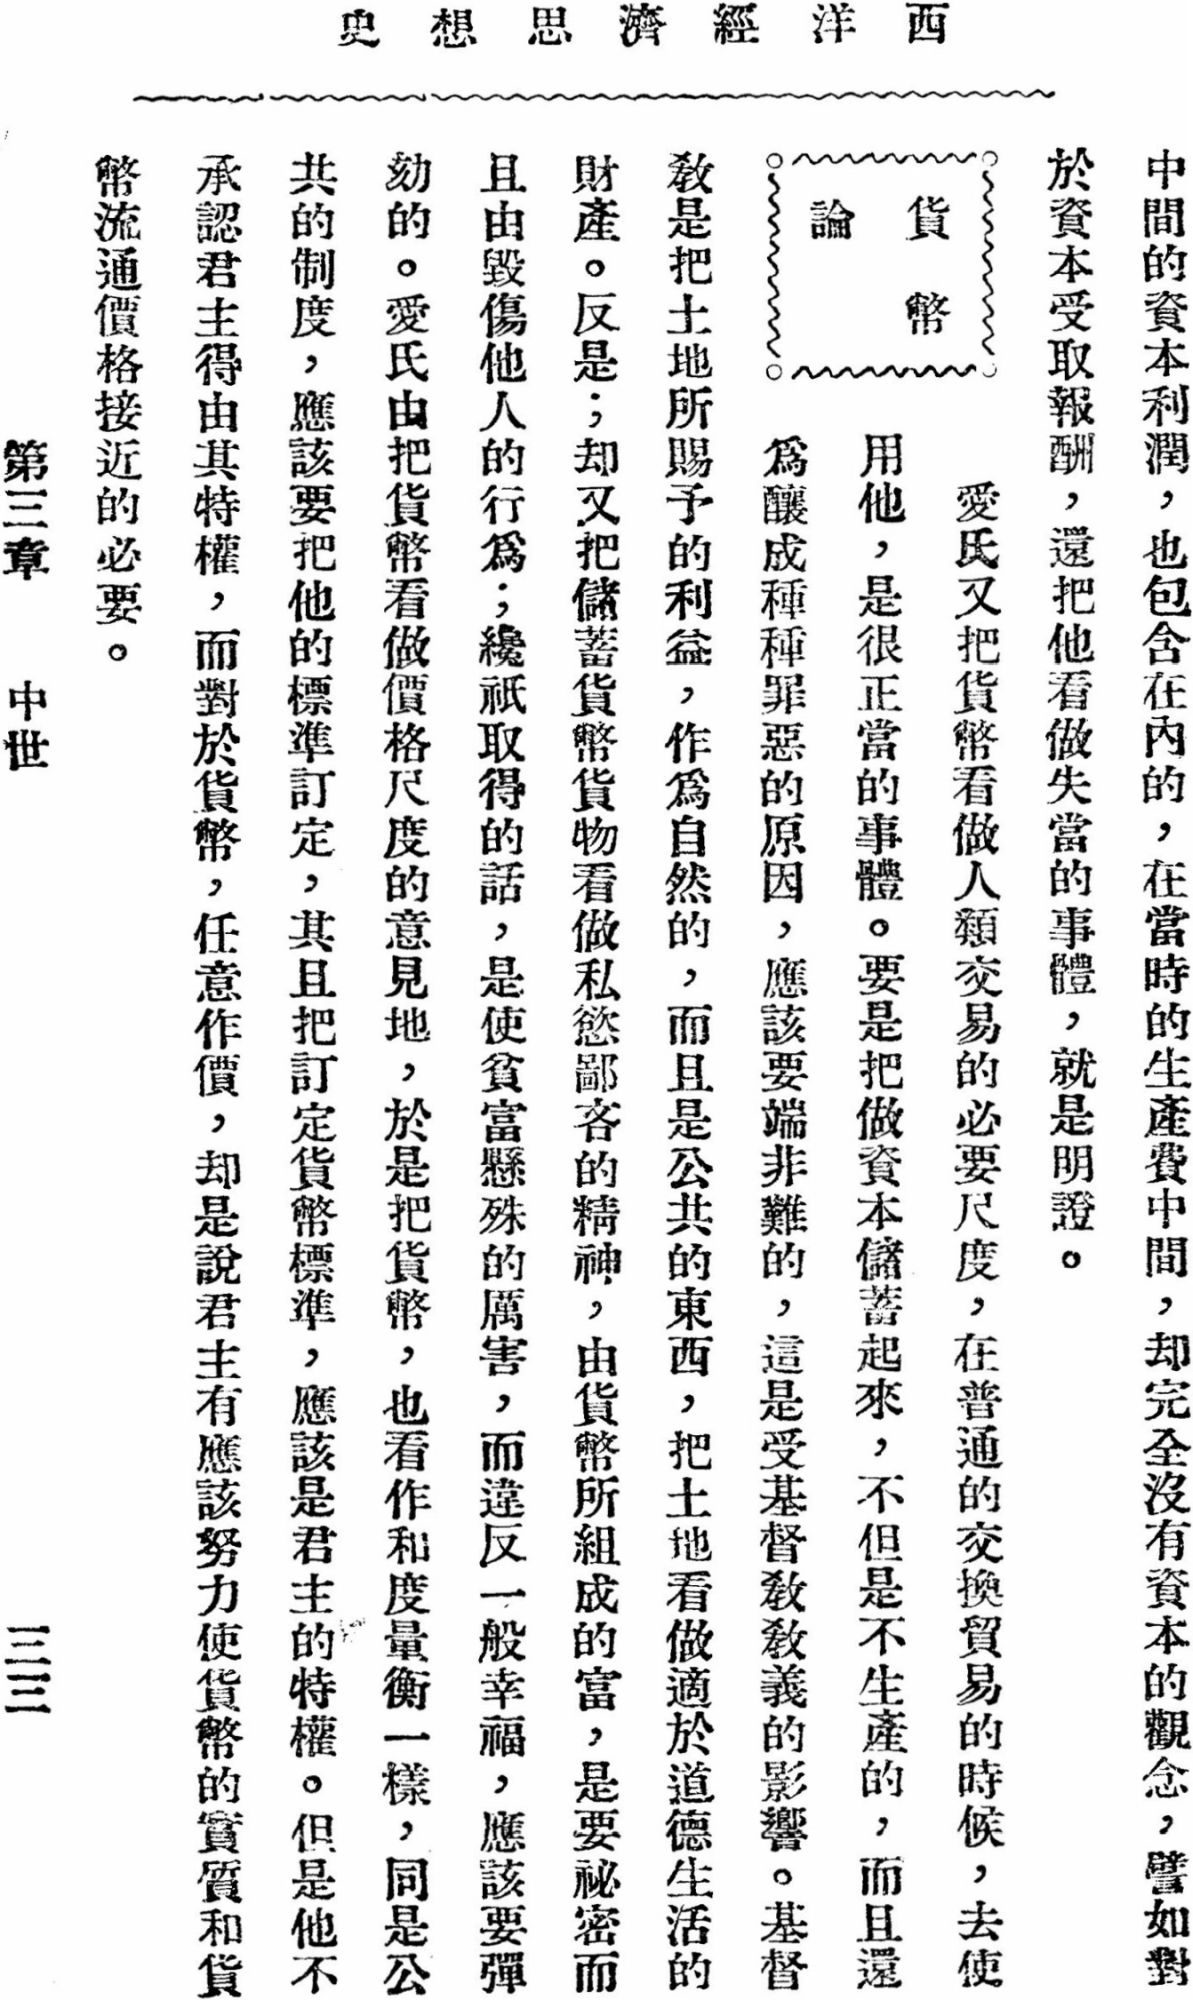 西洋經濟思想史
中間的資本利潤，也包含在內的，在當時的生產費中間，却完全沒有資本的觀念，譬如對
於資本受取報酬，還把他看做失當的事體，就是明證。
貨幣
論
愛氏又把貨幣看做人類交易的必要尺度，在普通的交換貿易的時候，去使
用他，是很正當的事體。要是把做資本儲蓄起來，不但是不生產的，而且還
爲釀成種種罪惡的原因，應該要端非難的，這是受基督敎敎義的影響。基督
敎是把土地所賜予的利益，作爲自然的，而且是公共的東西，把土地看做適於道德生活的
財產。反是；却又把儲蓄貨幣貨物看做私慾鄙吝的精神，由貨幣所組成的富，是要祕密而
且由毀傷他人的行爲；纔祇取得的話，是使貧富懸殊的厲害，而違反一般幸福，應該要彈
劾的。愛氏由把貨幣看做價格尺度的意見地，於是把貨幣，也看作和度量衡一樣，同是公
共的制度，應該要把他的標準訂定，其且把訂定貨幣標準，應該是君主的特權。但是他不
承認君主得由其特權，而對於貨幣，任意作價，却是說君主有應該努力使貨幣的實質和貨
幣流通價格接近的必要。
第三章　中世　三三